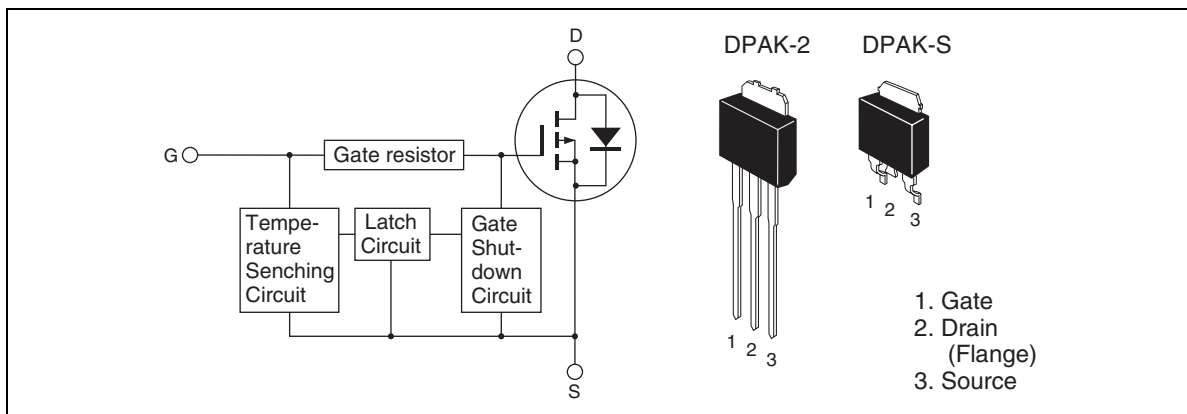 D
G
Gate resistor
Tempe-
rature
Senching
Circuit
Latch
Circuit
Gate
Shut-
down
Circuit
S
DPAK-2
1 2 3
DPAK-S
1 2 3
1. Gate
2. Drain
(Flange)
3. Source